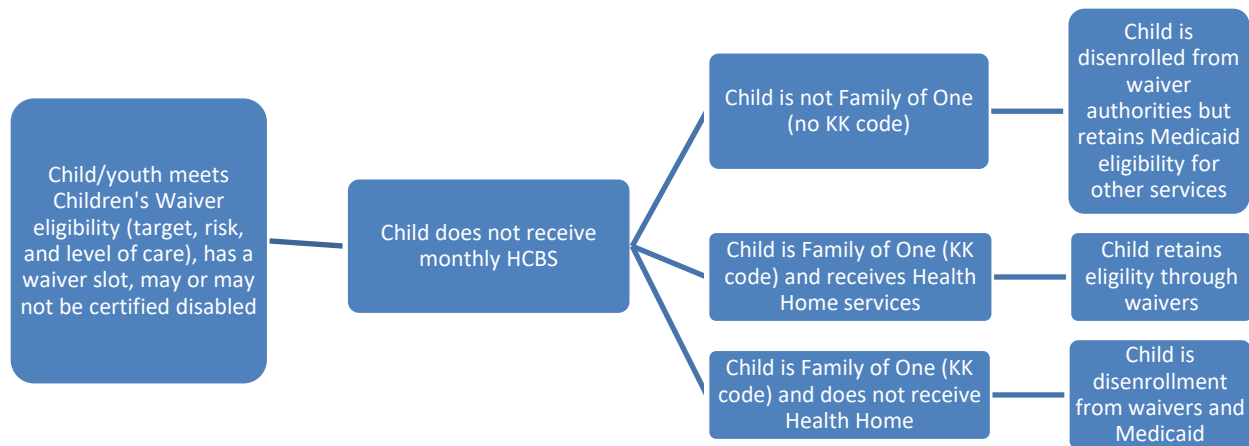 Child/youth meets
Children's Waiver
eligibility (target, risk,
and level of care), has a
waiver slot, may or may
not be certified disabled
Child does not receive
monthly HCBS
Child is not Family of One
(no KK code)
Child is
disenrolled from
waiver
authorities but
retains Medicaid
eligibility for
other services
Child is Family of One (KK
code) and receives Health
Home services
Child retains
eligility through
waivers
Child is Family of One (KK
code) and does not receive
Health Home
Child is
disenrollment
from waivers and
Medicaid